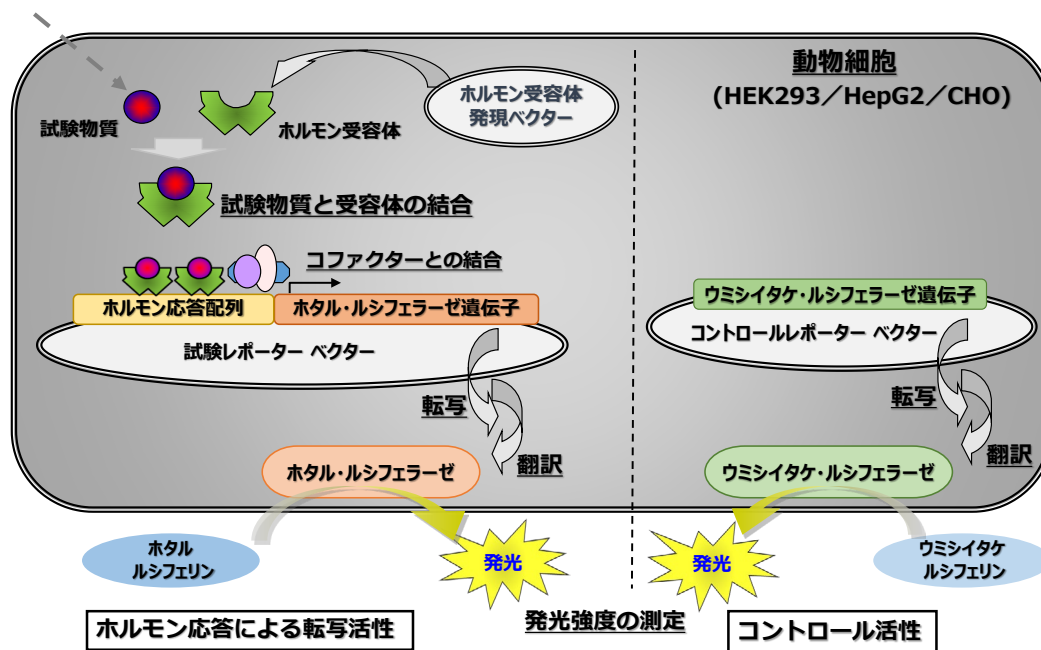 動物細胞
(HEK293／HepG2／CHO)
ホルモン受容体
発現ベクター
試験物質
ホルモン受容体
試験物質と受容体の結合
コファクターとの結合
ホルモン応答配列
ホタル・ルシフェラーゼ遺伝子
試験レポーター ベクター
ウミシイタケ・ルシフェラーゼ遺伝子
コントロールレポーター ベクター
転写
翻訳
転写
翻訳
ホタル・ルシフェラーゼ
ウミシイタケ・ルシフェラーゼ
ホタル
ルシフェリン
発光
発光
ウミシイタケ
ルシフェリン
ホルモン応答による転写活性
発光強度の測定
コントロール活性